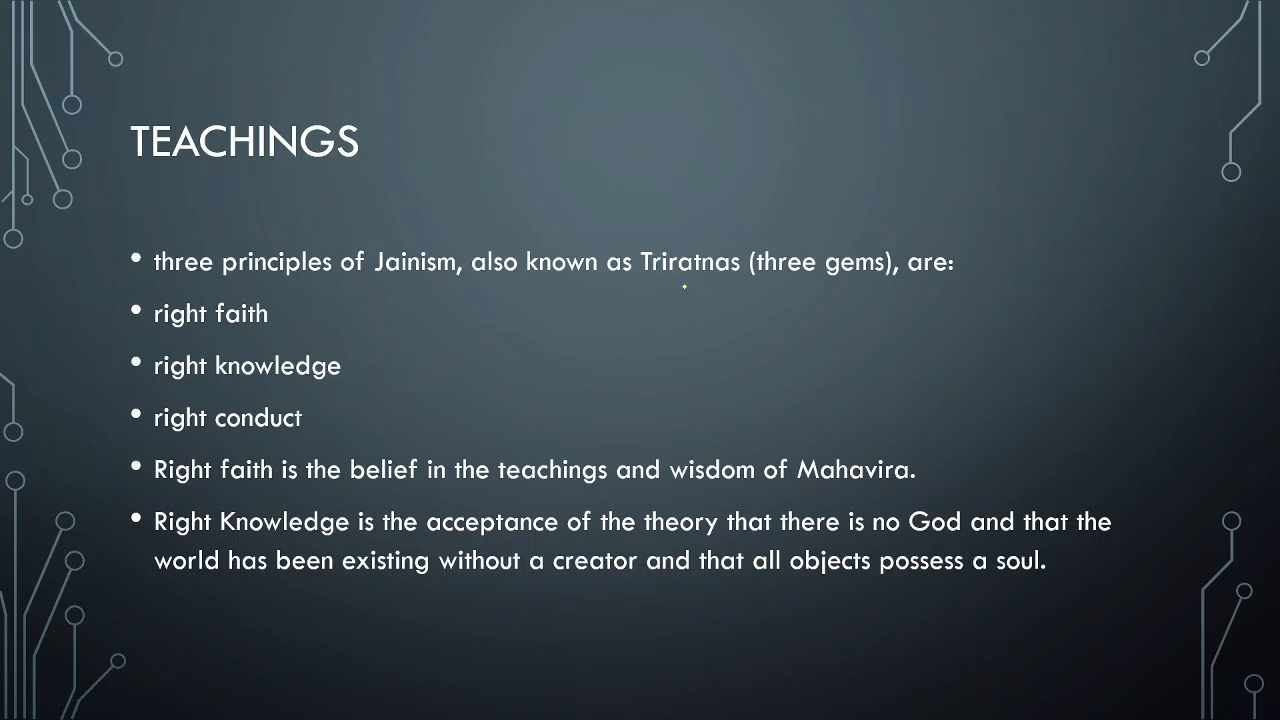 TEACHINGS
• three principles of Jainism, also known as Triratnas (three gems), are:
• right faith
• right knowledge
• right conduct
• Right faith is the belief in the teachings and wisdom of Mahavira.
• Right Knowledge is the acceptance of the theory that there is no God and that the
world has been existing without a creator and that all objects possess a soul.